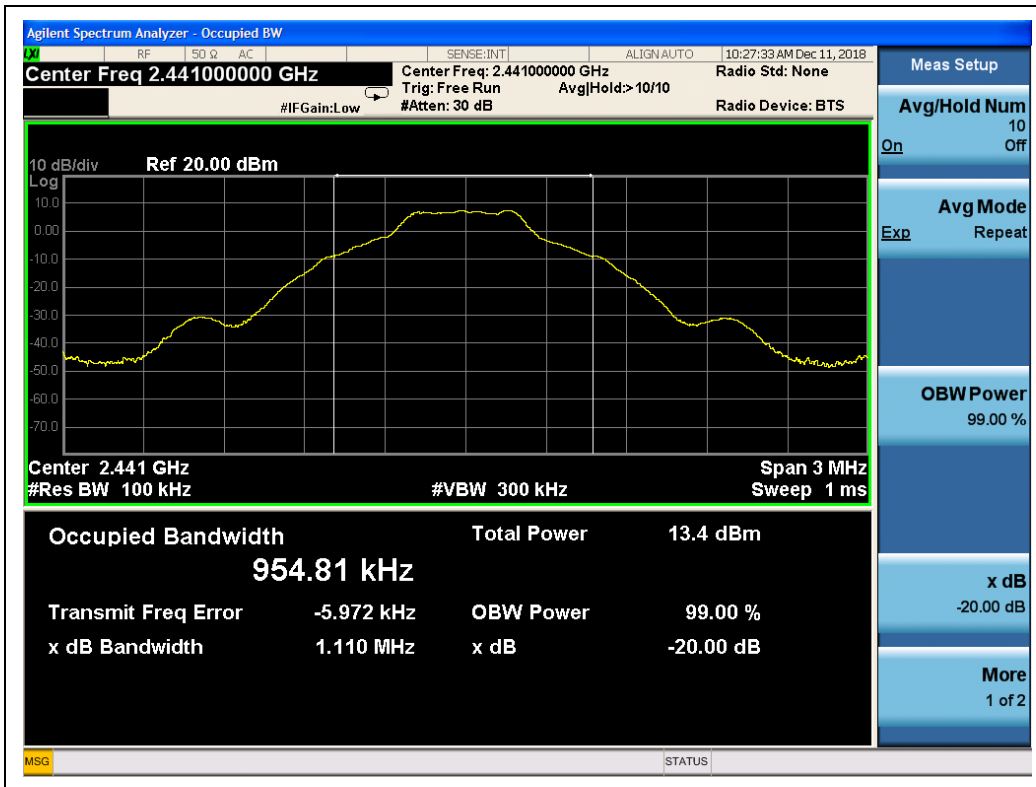 Agilent Spectrum Analyzer - Occupied BW
LXI RF 50 Ω AC SENSE:INT ALIGN AUTO 10:27:33 AM Dec 11, 2018
Center Freq 2.441000000 GHz
Center Freq: 2.441000000 GHz Radio Std: None
Trig: Free Run Avg|Hold:> 10/10
#IFGain:Low #Atten: 30 dB Radio Device: BTS
10 dB/div Ref 20.00 dBm
Log
10.0
0.00
-10.0
-20.0
-30.0
-40.0
-50.0
-60.0
-70.0
Center 2.441 GHz Span 3 MHz
#Res BW 100 kHz #VBW 300 kHz Sweep 1 ms
Occupied Bandwidth Total Power 13.4 dBm
954.81 kHz
Transmit Freq Error -5.972 kHz OBW Power 99.00 %
x dB Bandwidth 1.110 MHz x dB -20.00 dB
Meas Setup
Avg/Hold Num
10
On Off
Avg Mode
Exp Repeat
OBW Power
99.00 %
x dB
-20.00 dB
More
1 of 2
MSG STATUS